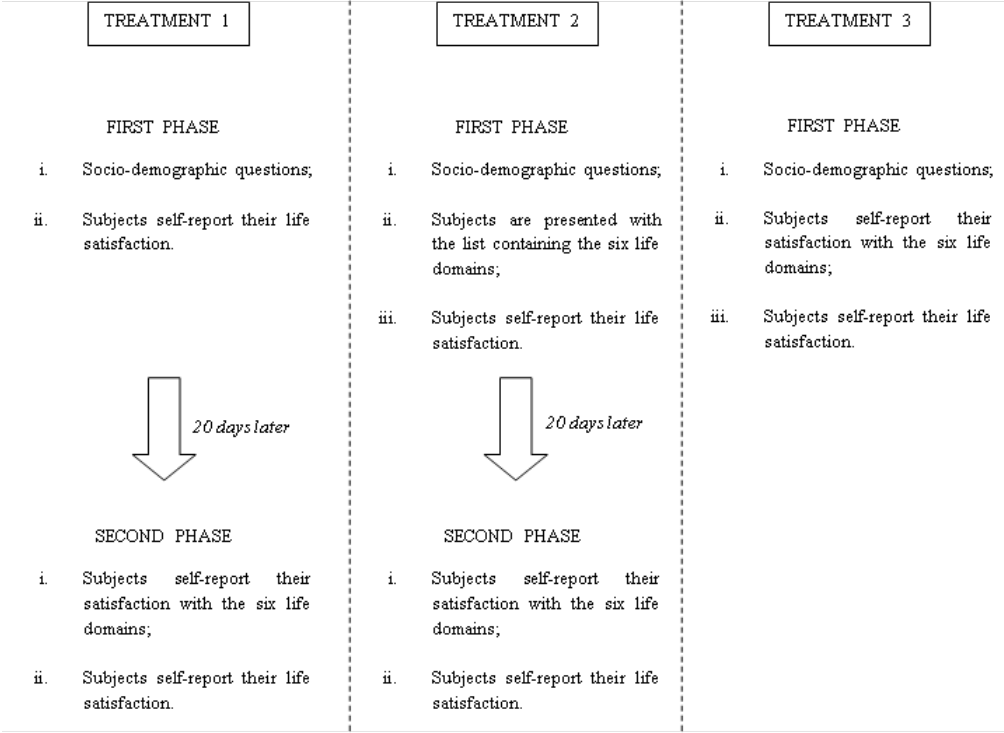 TREATMENT 1
FIRST PHASE
i. Socio-demographic questions;
ii. Subjects self-report their life
satisfaction.
20 days later
SECOND PHASE
i. Subjects self-report their
satisfaction with the six life
domains;
ii. Subjects self-report their life
satisfaction.
TREATMENT 2
FIRST PHASE
i. Socio-demographic questions;
ii. Subjects are presented with
the list containing the six life
domains;
iii. Subjects self-report their life
satisfaction.
20 days later
SECOND PHASE
i. Subjects self-report their
satisfaction with the six life
domains;
ii. Subjects self-report their life
satisfaction.
TREATMENT 3
FIRST PHASE
i. Socio-demographic questions;
ii. Subjects self-report their
satisfaction with the six life
domains;
iii. Subjects self-report their life
satisfaction.